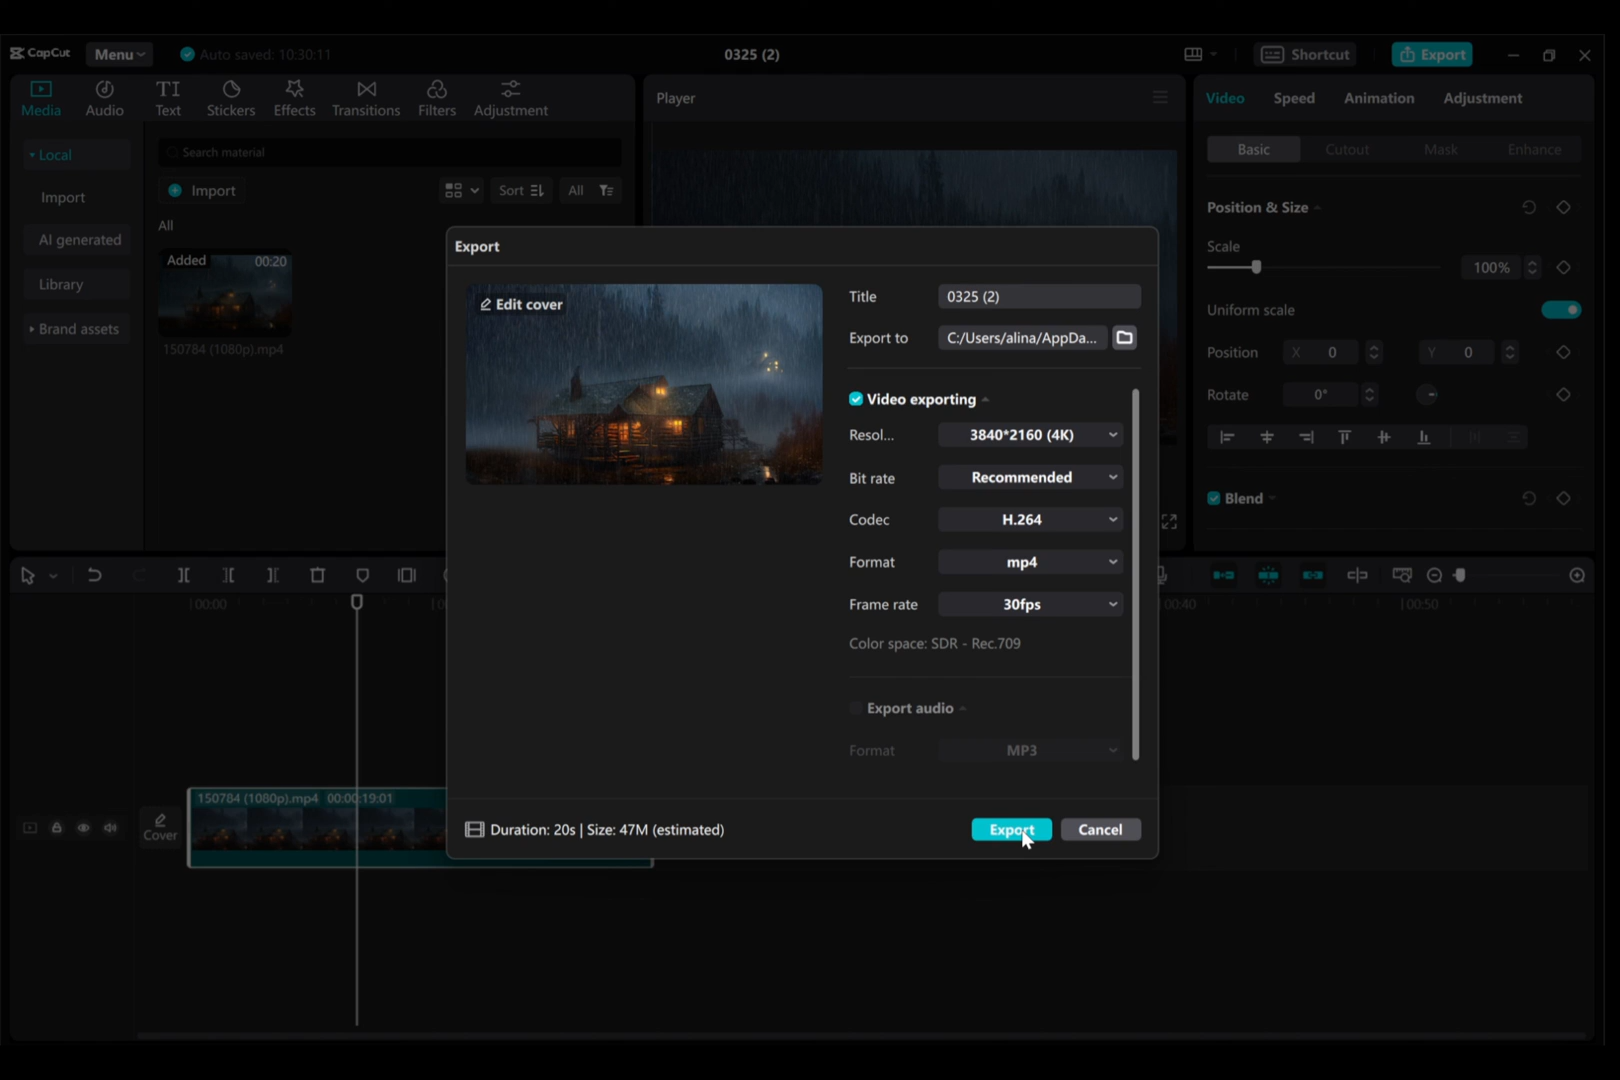 CapCut
Menu
Auto saved: 10:30:11
0325 (2)
Shortcut
Export
Media
Audio
Text
Stickers
Effects
Transitions
Filters
Adjustment
Player
Video
Speed
Animation
Adjustment
Local
Search material
Basic
Cutout
Mask
Enhance
Import
Import
Sort
All
Position & Size
All
AI generated
Scale
100%
Added
00:20
Library
Uniform scale
Brand assets
150784 (1080p).mp4
Position
X 0
Y 0
Rotate
0°
Blend
Export
Edit cover
Title
0325 (2)
Export to
C:/Users/alina/AppDa...
Video exporting
Resol...
3840*2160 (4K)
Bit rate
Recommended
Codec
H.264
Format
mp4
Frame rate
30fps
Color space: SDR - Rec.709
Export audio
Format
MP3
Duration: 20s | Size: 47M (estimated)
Export
Cancel
00:00
00:40
00:50
150784 (1080p).mp4 00:00:19:01
Cover